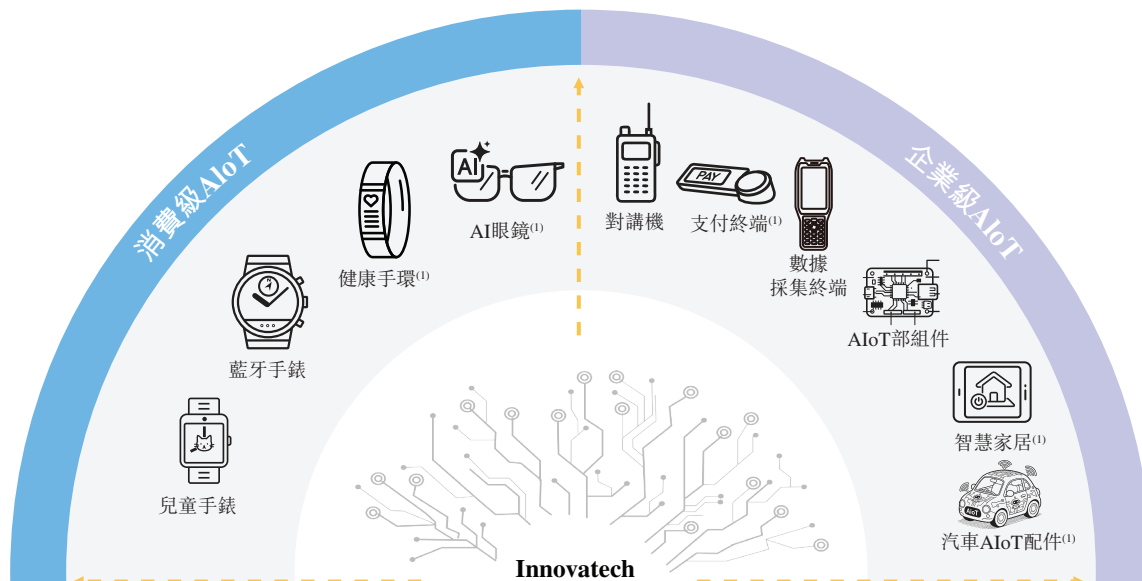 消費級AIoT
企業級AIoT
AI
AI眼鏡(1)
健康手環(1)
藍牙手錶
兒童手錶
對講機
PAY
支付終端(1)
數據
採集終端
AIoT部組件
智慧家居(1)
AIoT
汽車AIoT配件(1)
Innovatech